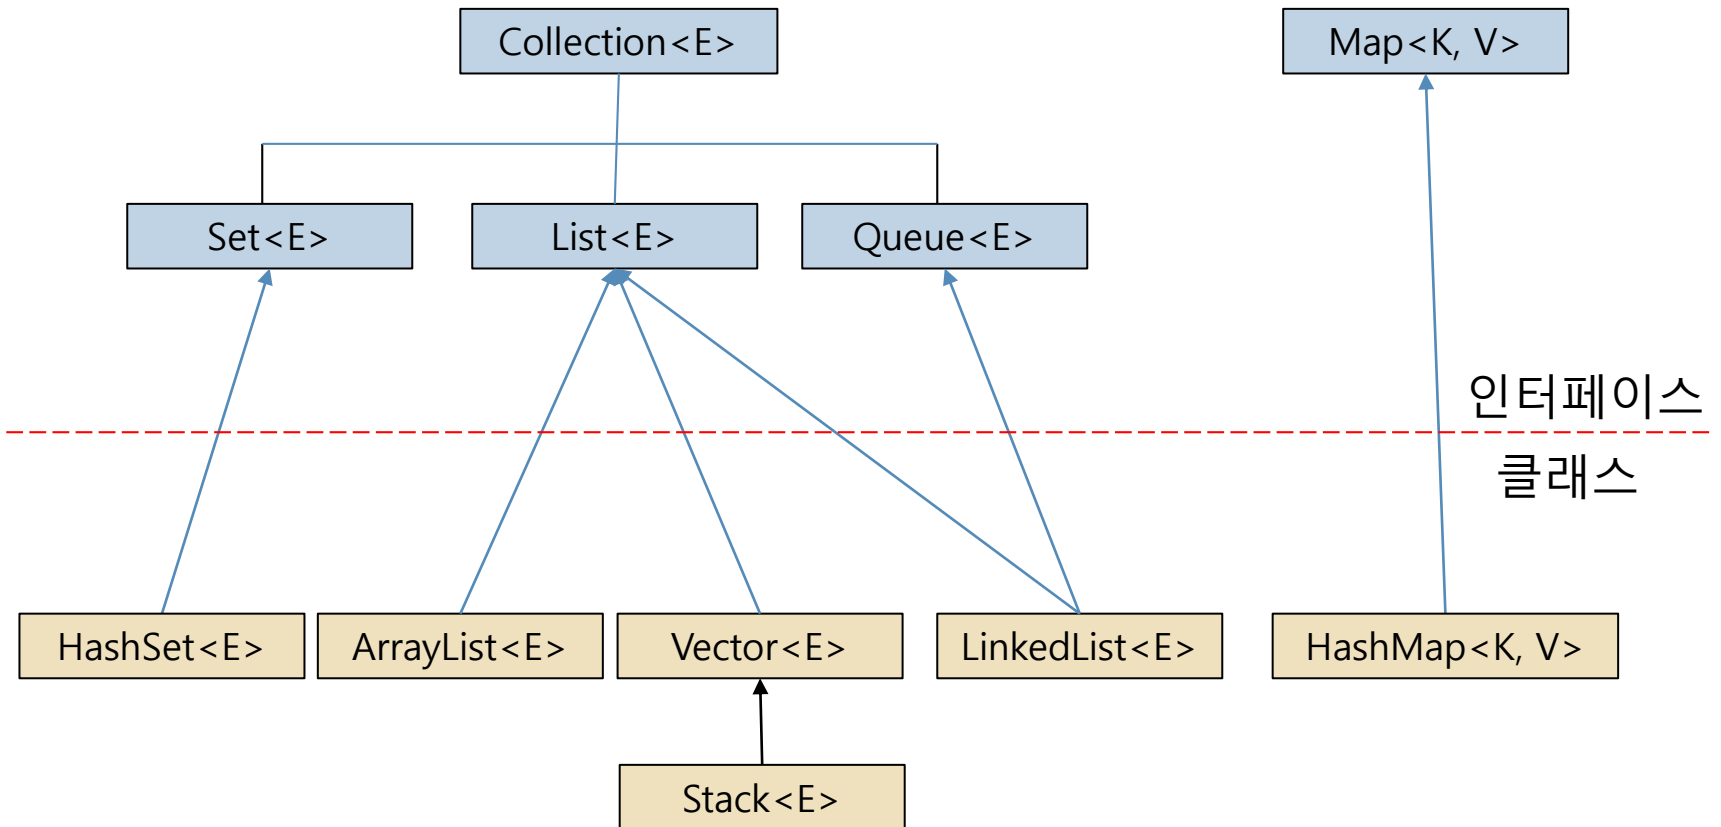 Collection<E>
Map<K, V>
Set<E>
List<E>
Queue<E>
인터페이스
클래스
HashSet<E>
ArrayList<E>
Vector<E>
LinkedList<E>
HashMap<K, V>
Stack<E>